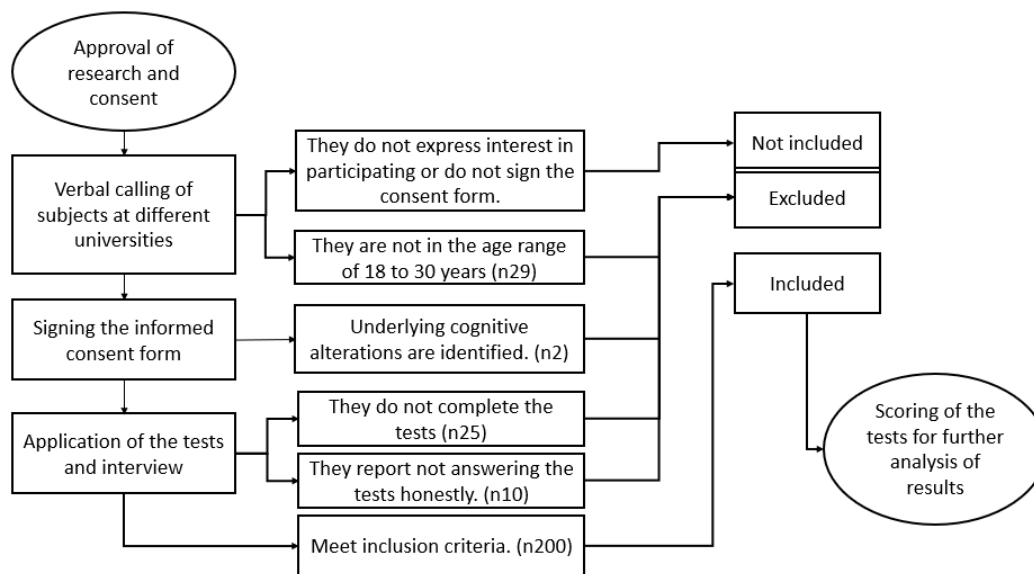 Approval of
research and
consent
Verbal calling of
subjects at different
universities
Signing the informed
consent form
Application of the tests
and interview
They do not express interest in
participating or do not sign the
consent form.
They are not in the age range
of 18 to 30 years (n29)
Underlying cognitive
alterations are identified. (n2)
They do not complete the
tests (n25)
They report not answering the
tests honestly. (n10)
Meet inclusion criteria. (n200)
Not included
Excluded
Included
Scoring of the
tests for further
analysis of
results